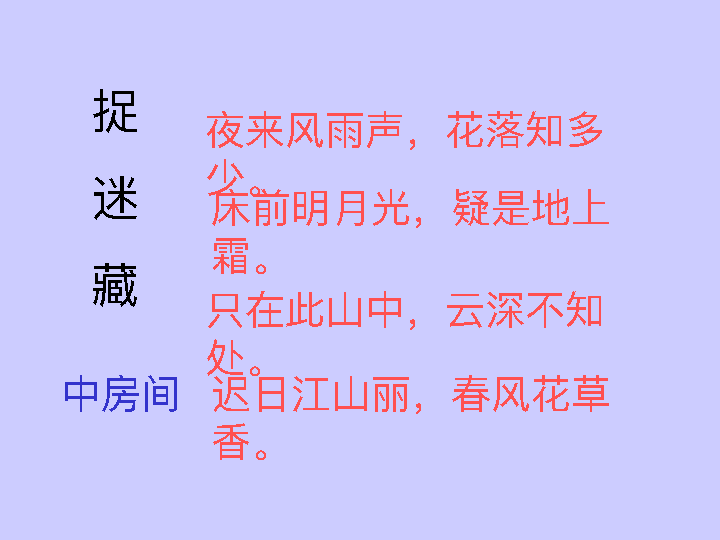 捉
迷
藏
中房间
夜来风雨声，花落知多
少。
床前明月光，疑是地上
霜。
只在此山中，云深不知
处。
迟日江山丽，春风花草
香。